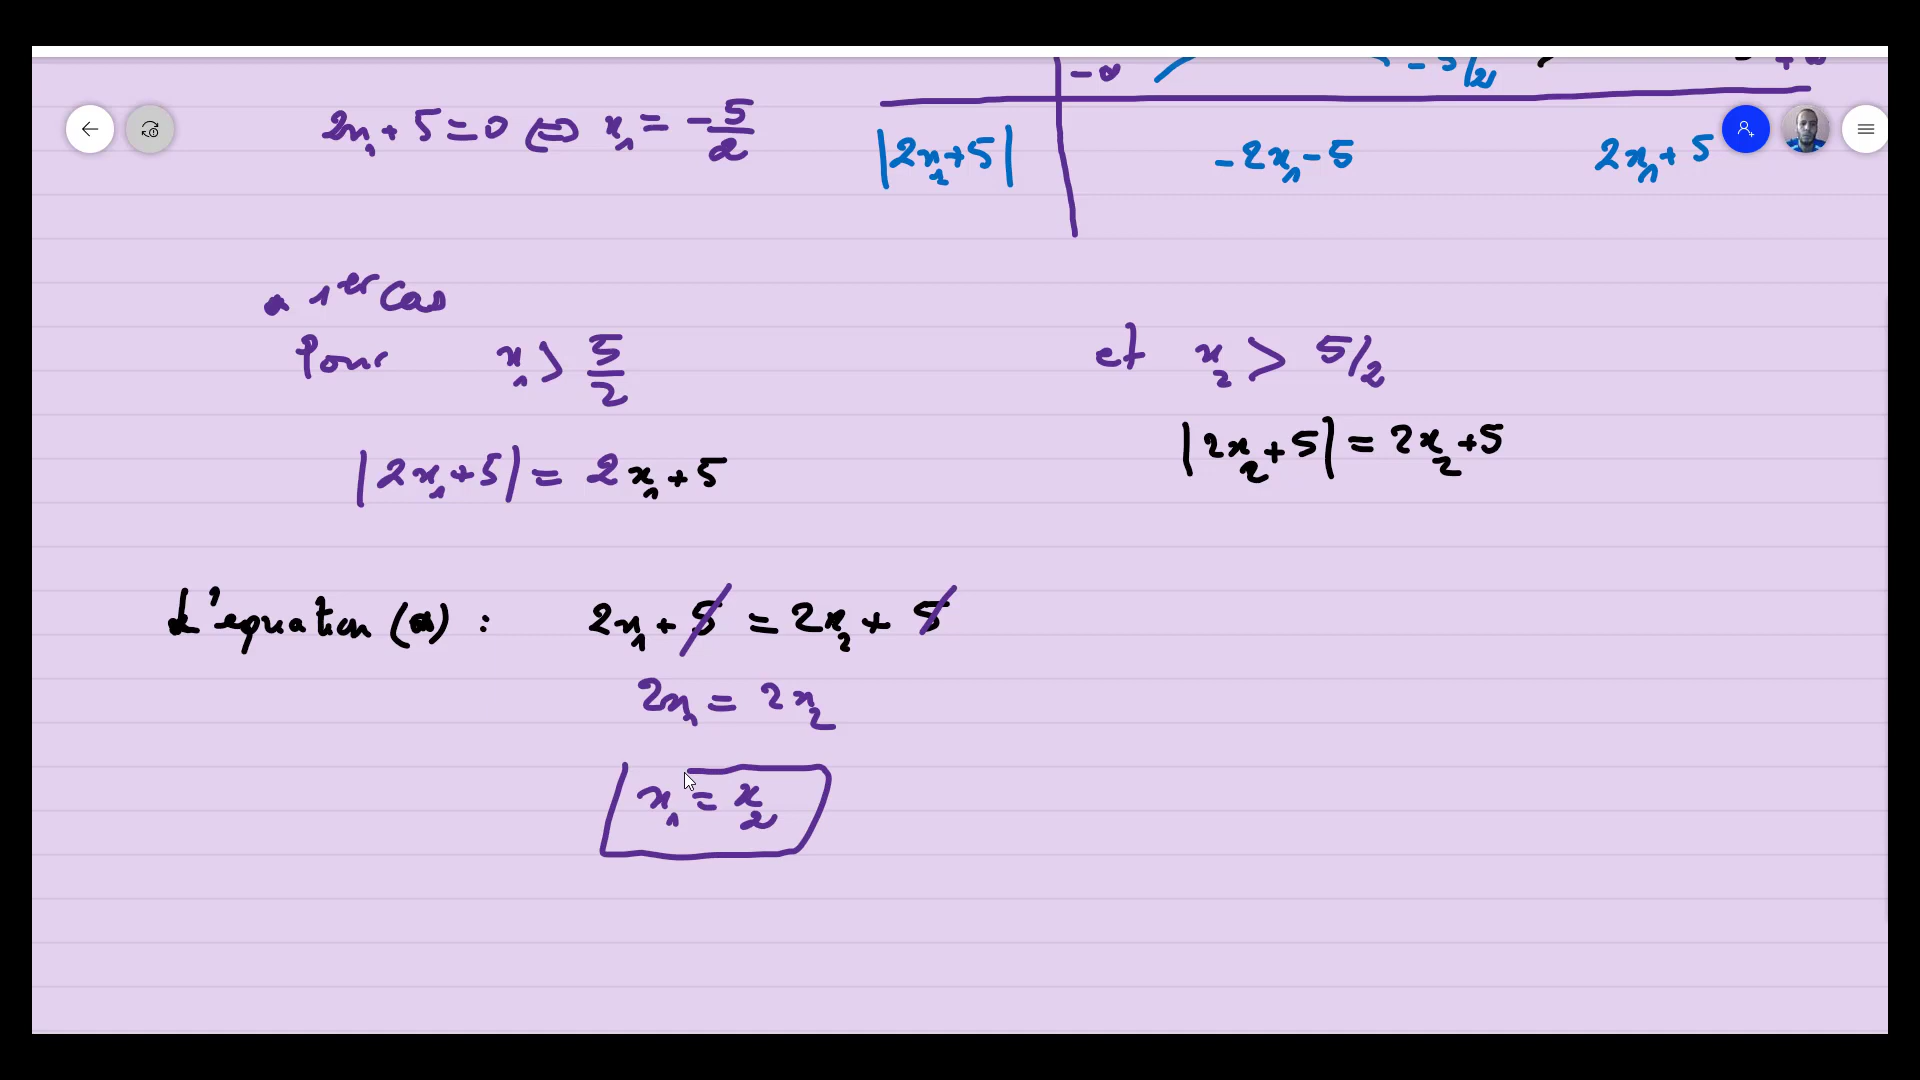 -∞ -5/2 +∞
2x₁ + 5 = 0 ⇔ x₁ = -5/2
|2x₁+5| -2x₁-5 2x₁+5
• 1er Cas
Pour x₁ > 5/2 et x₂ > 5/2
|2x₁+5| = 2x₁+5 |2x₂+5| = 2x₂+5
L'equation (a) : 2x₁ + 5 = 2x₂ + 5
2x₁ = 2x₂
x₁ = x₂